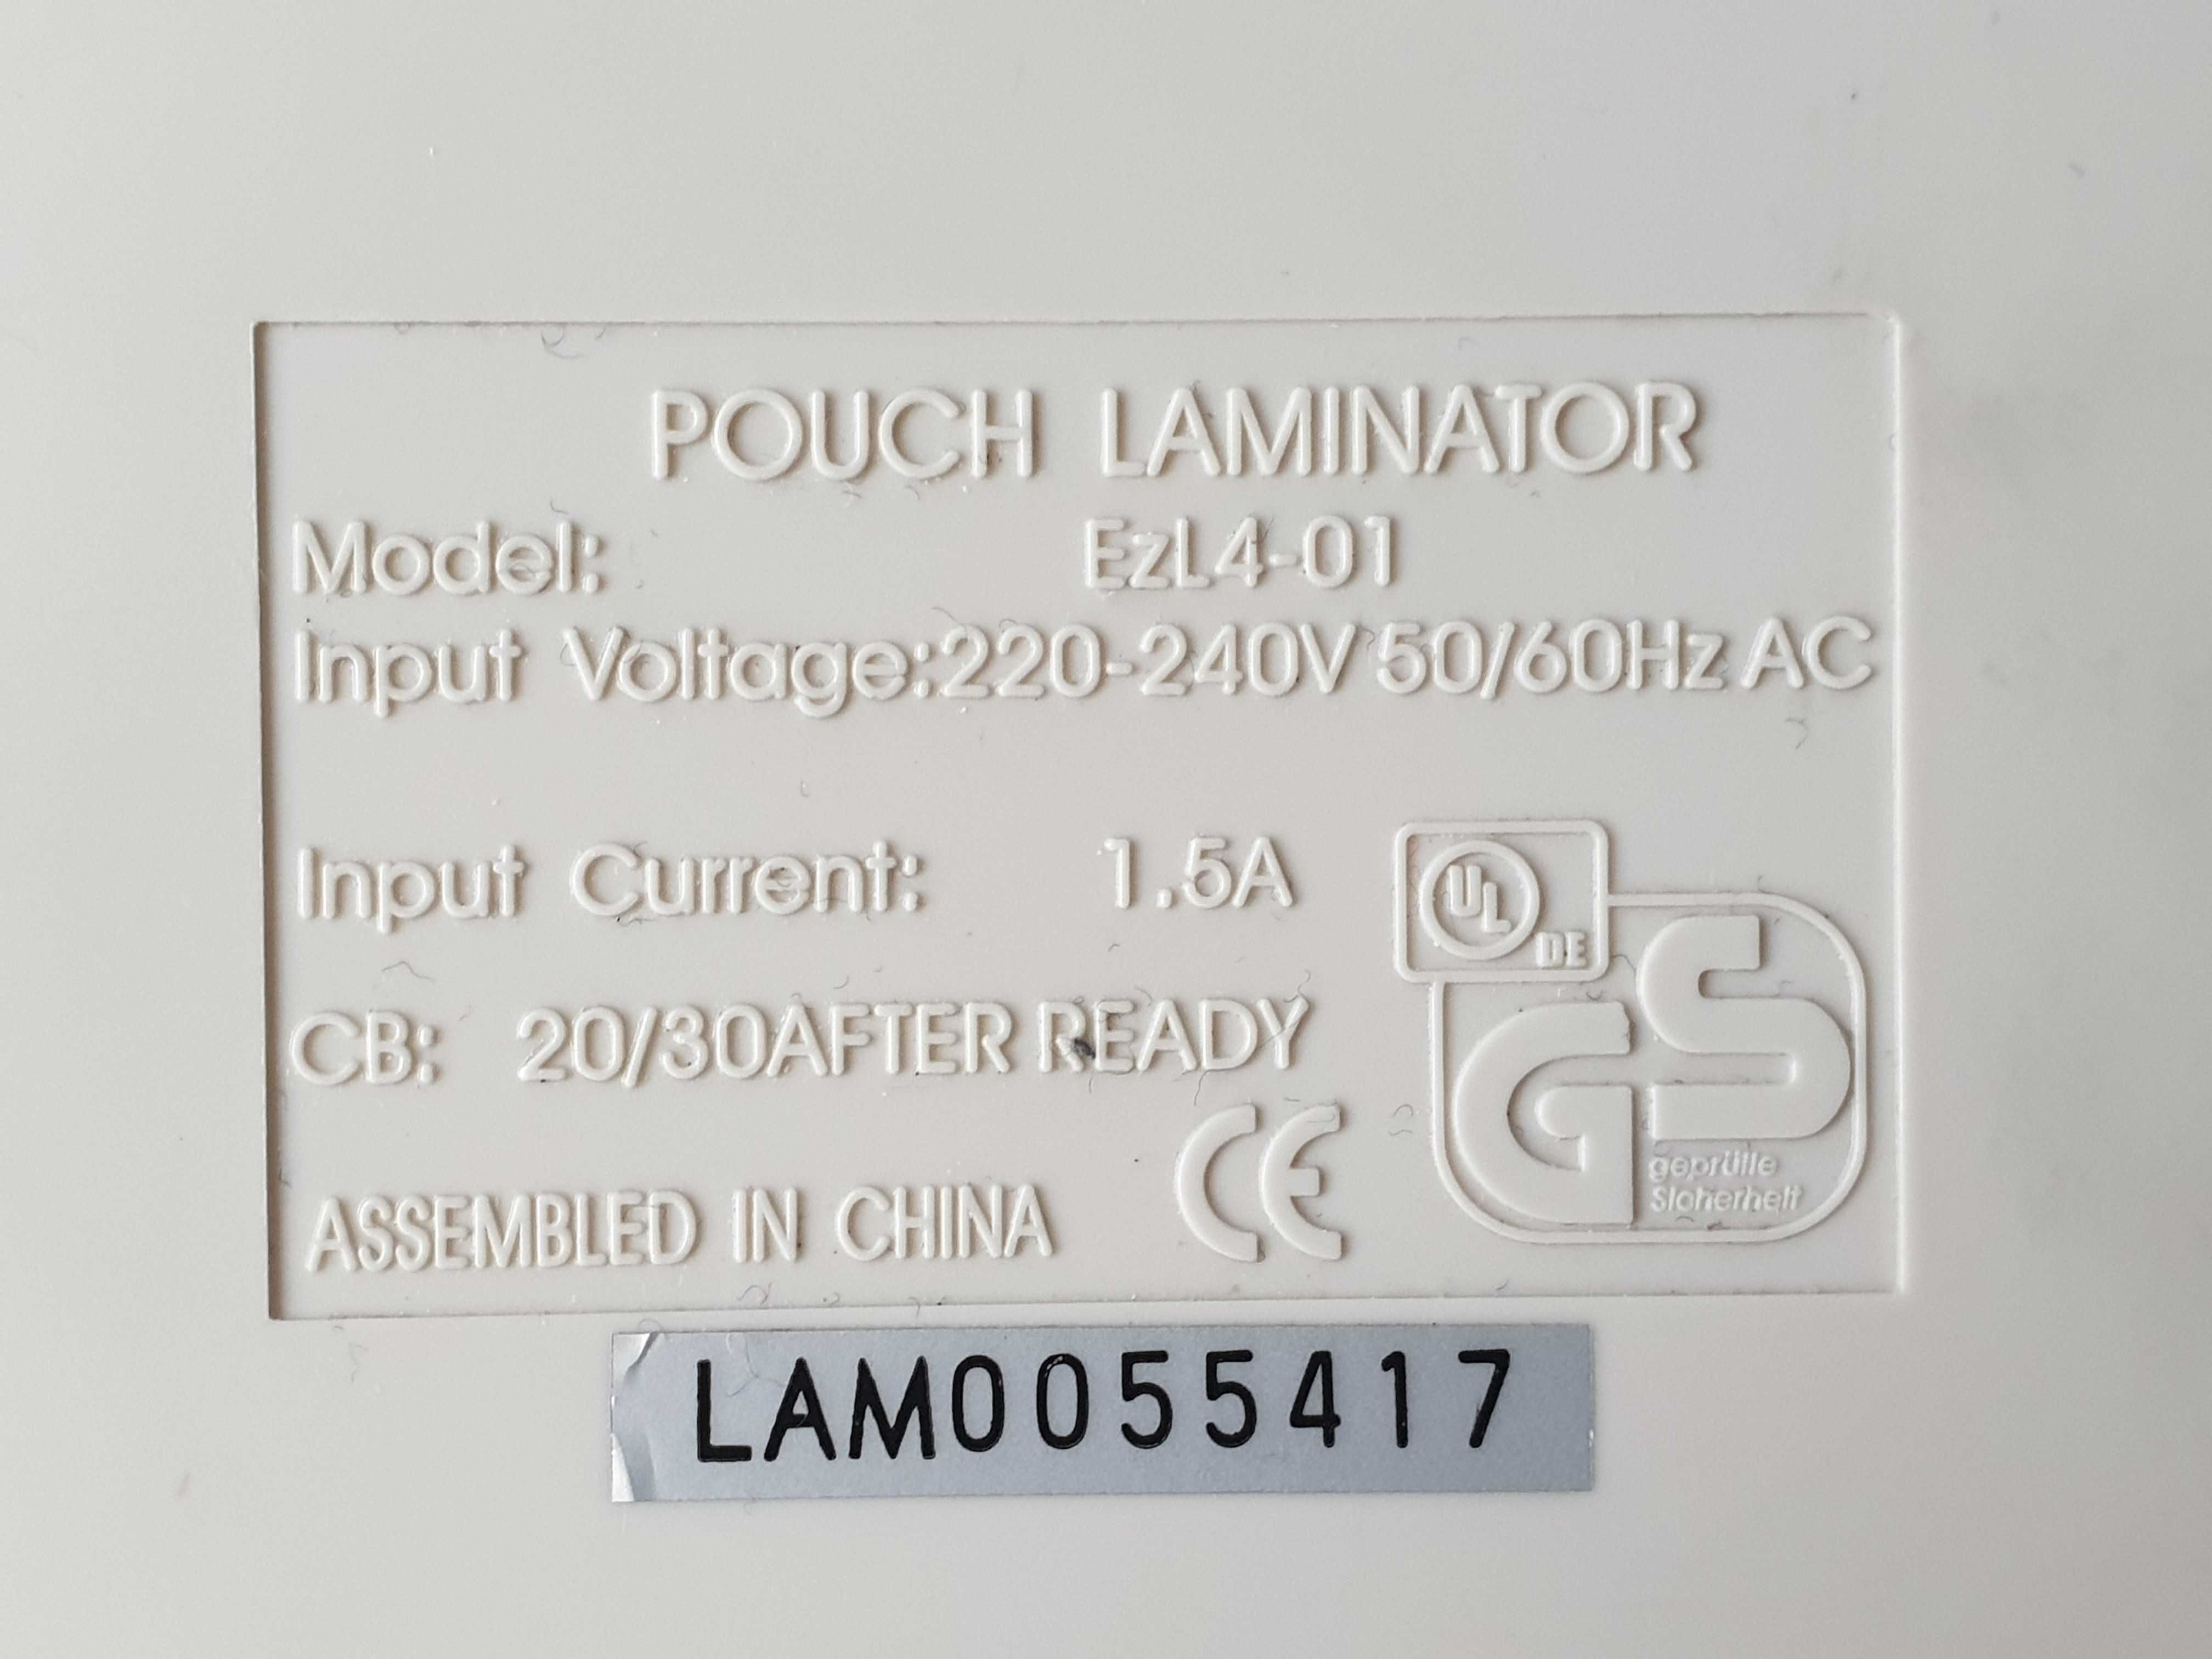 POUCH LAMINATOR
Model: EzL4-01
Input Voltage:220-240V 50/60Hz AC
Input Current: 1.5A
UL
DE
GS
geprüfte
Sicherheit
CB: 20/30AFTER READY
CE
ASSEMBLED IN CHINA
LAM0055417